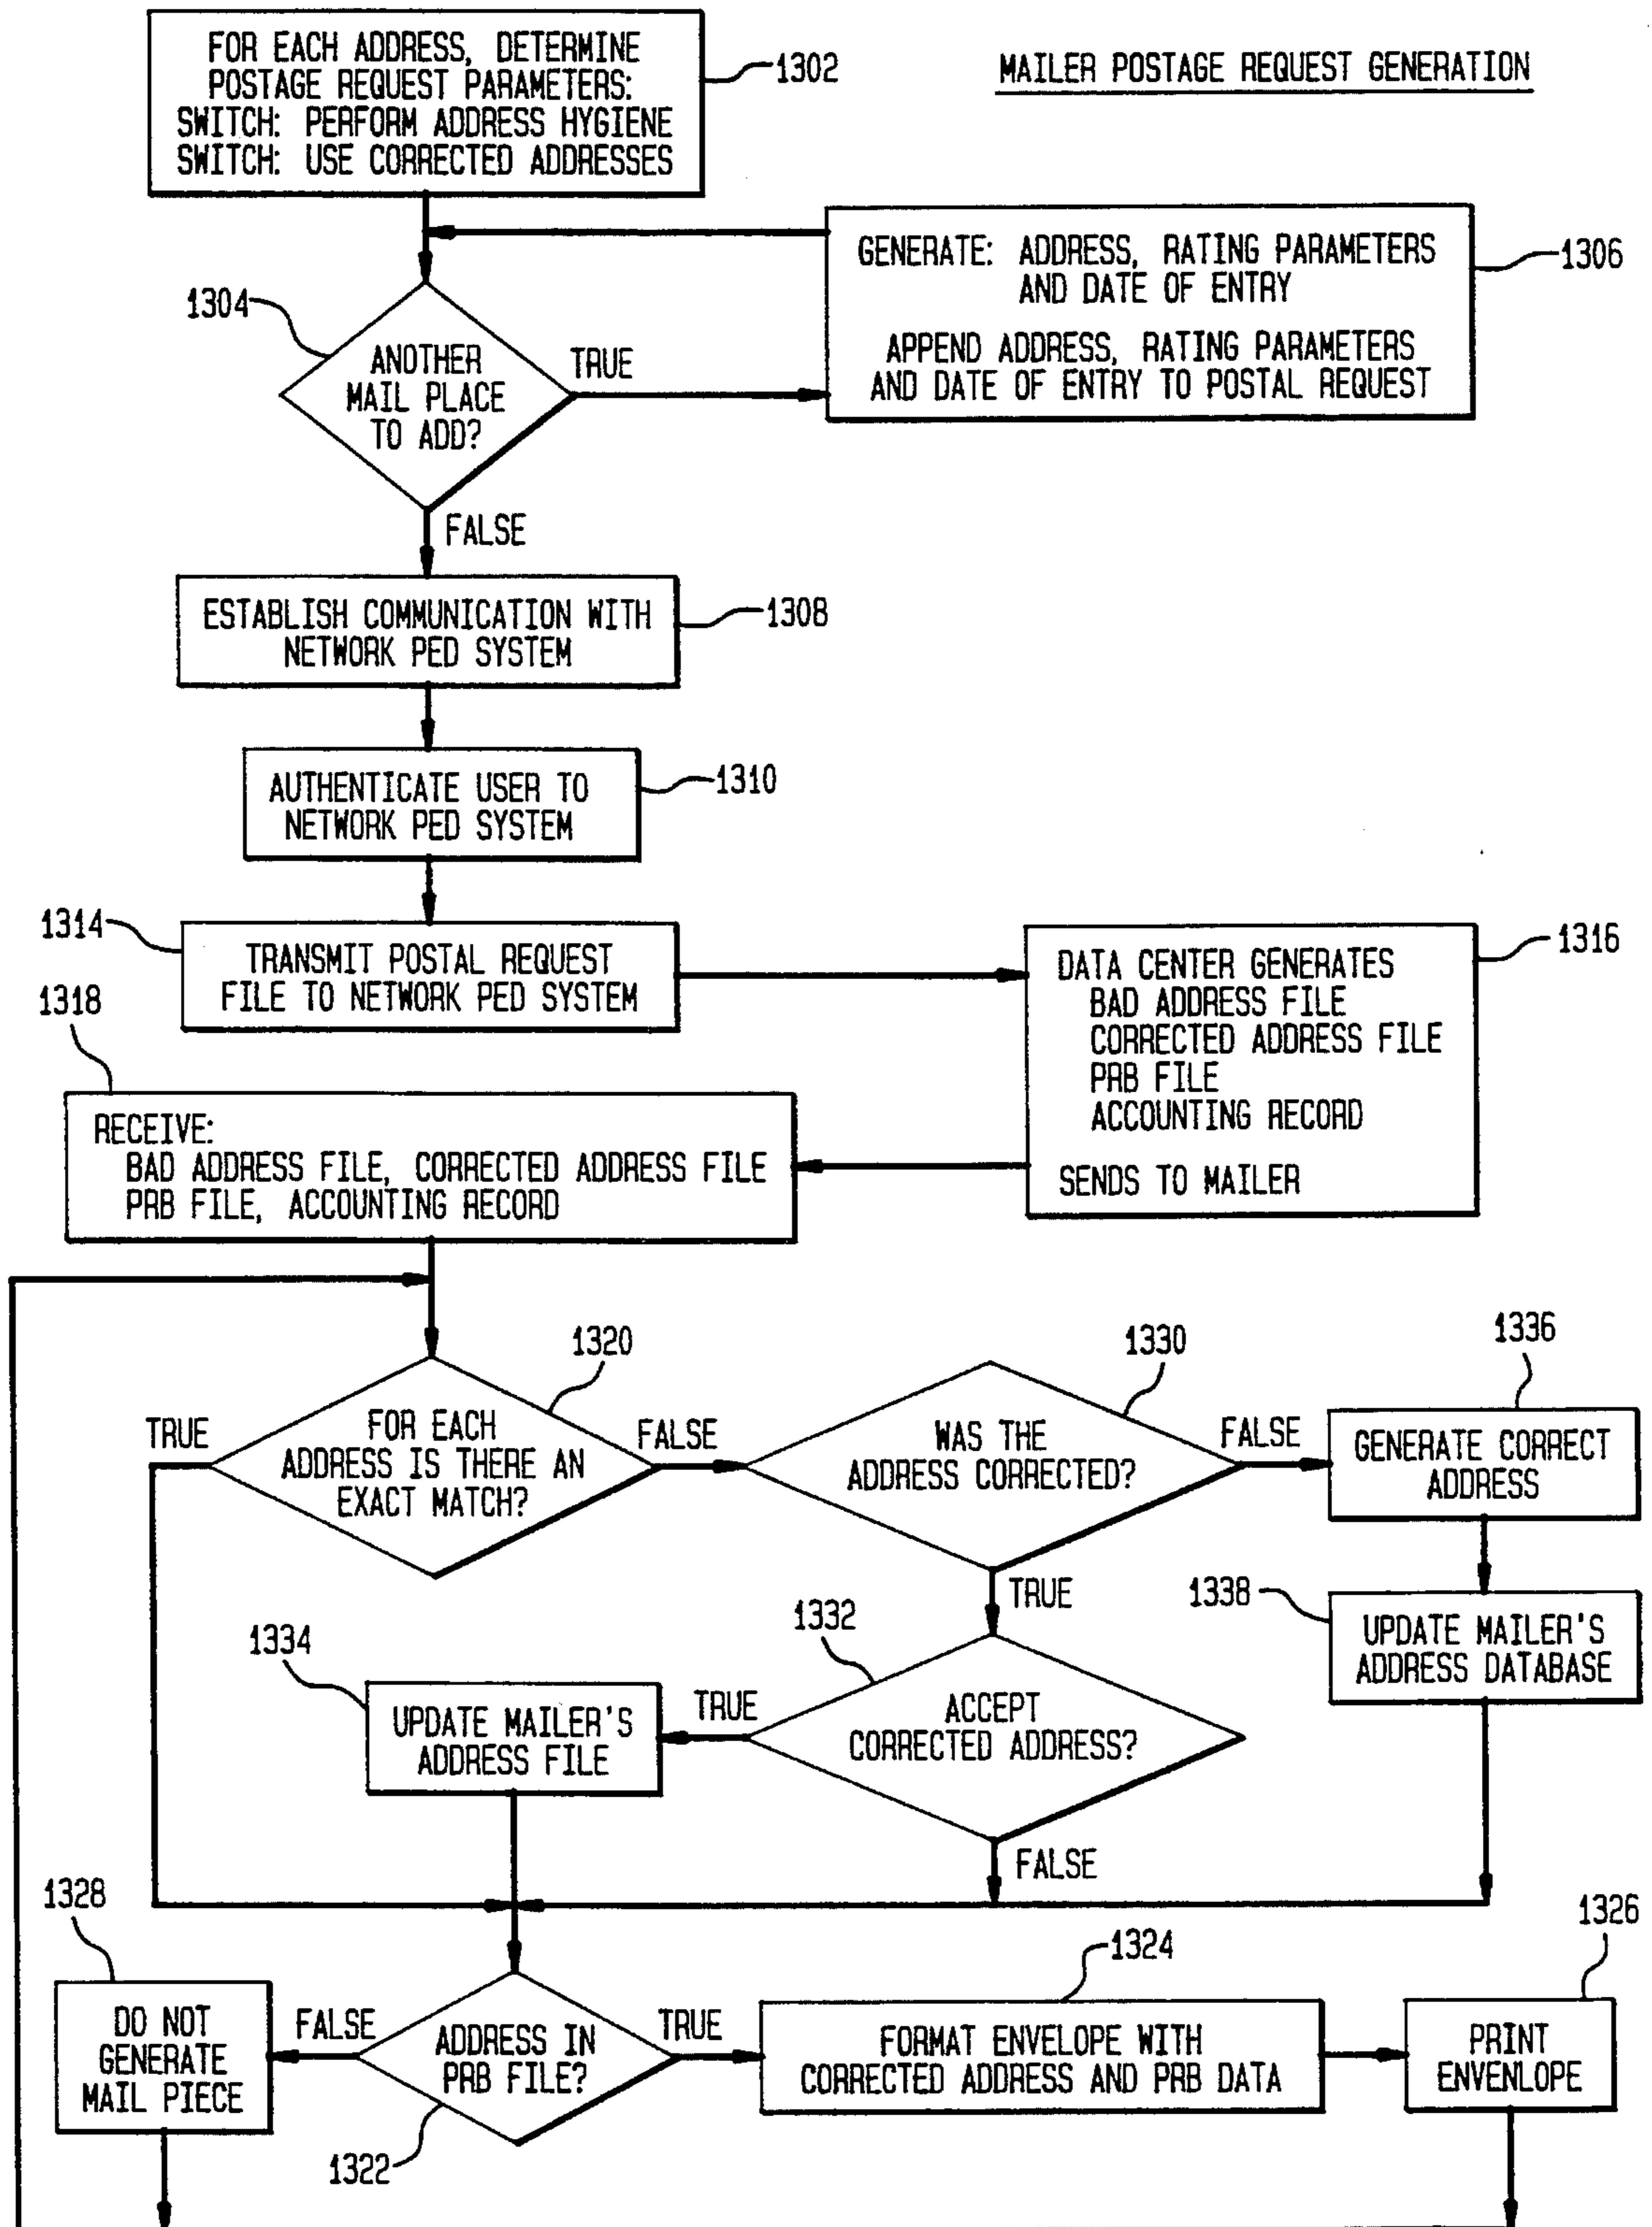 MAILER POSTAGE REQUEST GENERATION
FOR EACH ADDRESS, DETERMINE
POSTAGE REQUEST PARAMETERS:
SWITCH: PERFORM ADDRESS HYGIENE
SWITCH: USE CORRECTED ADDRESSES
1302
1304
ANOTHER
MAIL PLACE
TO ADD?
TRUE
FALSE
GENERATE: ADDRESS, RATING PARAMETERS
AND DATE OF ENTRY
APPEND ADDRESS, RATING PARAMETERS
AND DATE OF ENTRY TO POSTAL REQUEST
1306
ESTABLISH COMMUNICATION WITH
NETWORK PED SYSTEM
1308
AUTHENTICATE USER TO
NETWORK PED SYSTEM
1310
1314
TRANSMIT POSTAL REQUEST
FILE TO NETWORK PED SYSTEM
DATA CENTER GENERATES
BAD ADDRESS FILE
CORRECTED ADDRESS FILE
PRB FILE
ACCOUNTING RECORD
SENDS TO MAILER
1316
1318
RECEIVE:
BAD ADDRESS FILE, CORRECTED ADDRESS FILE
PRB FILE, ACCOUNTING RECORD
1320
TRUE
FOR EACH
ADDRESS IS THERE AN
EXACT MATCH?
FALSE
1330
WAS THE
ADDRESS CORRECTED?
FALSE
TRUE
1336
GENERATE CORRECT
ADDRESS
1338
UPDATE MAILER'S
ADDRESS DATABASE
1332
ACCEPT
CORRECTED ADDRESS?
TRUE
FALSE
1334
UPDATE MAILER'S
ADDRESS FILE
1328
DO NOT
GENERATE
MAIL PIECE
FALSE
ADDRESS IN
PRB FILE?
1322
TRUE
1324
FORMAT ENVELOPE WITH
CORRECTED ADDRESS AND PRB DATA
1326
PRINT
ENVENLOPE